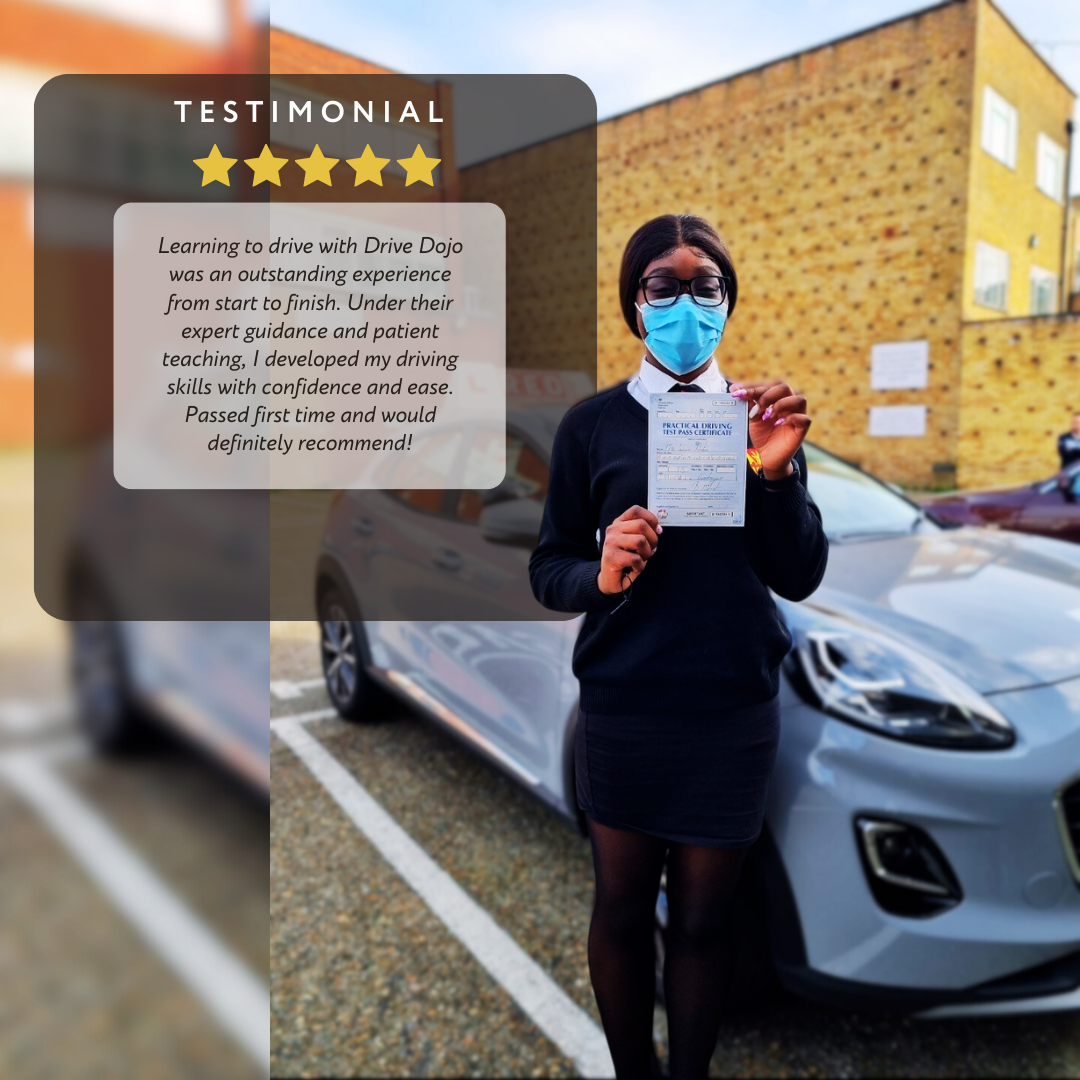 TESTIMONIAL
Learning to drive with Drive Dojo
was an outstanding experience
from start to finish. Under their
expert guidance and patient
teaching, I developed my driving
skills with confidence and ease.
Passed first time and would
definitely recommend!
PRACTICAL DRIVING
TEST PASS CERTIFICATE